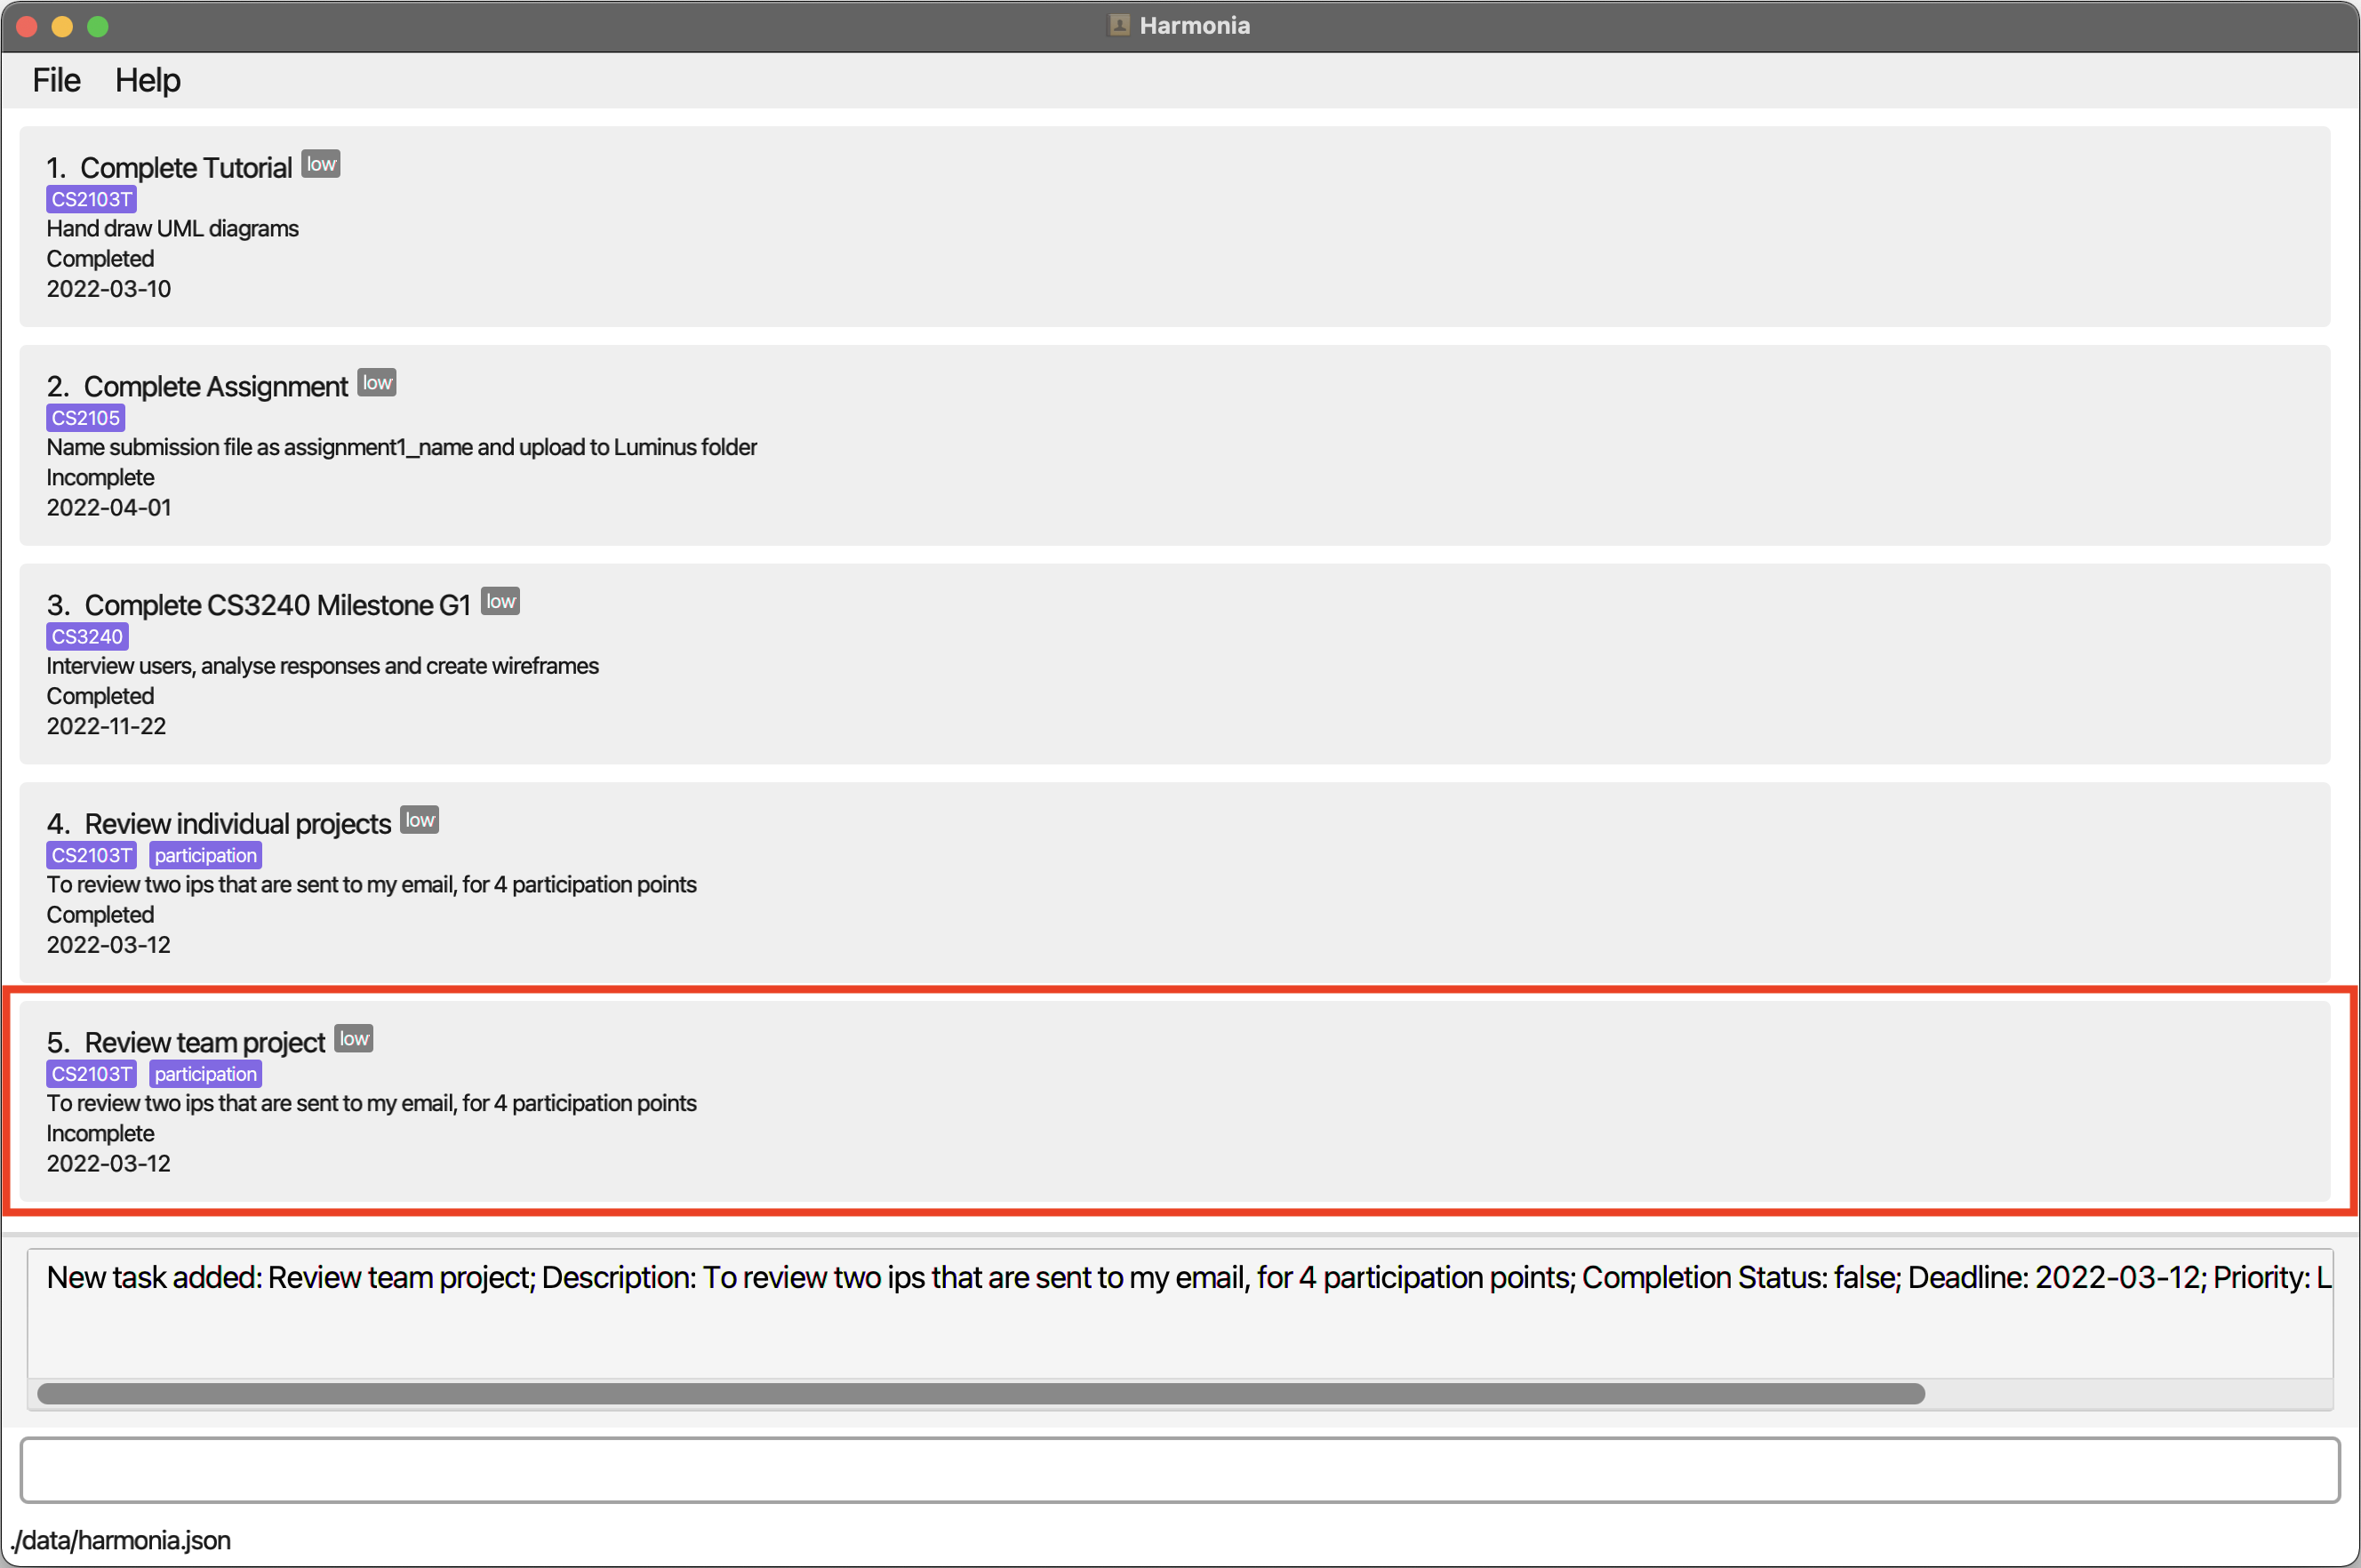 Harmonia
File Help
1. Complete Tutorial low
CS2103T
Hand draw UML diagrams
Completed
2022-03-10
2. Complete Assignment low
CS2105
Name submission file as assignment1_name and upload to Luminus folder
Incomplete
2022-04-01
3. Complete CS3240 Milestone G1 low
CS3240
Interview users, analyse responses and create wireframes
Completed
2022-11-22
4. Review individual projects low
CS2103T participation
To review two ips that are sent to my email, for 4 participation points
Completed
2022-03-12
5. Review team project low
CS2103T participation
To review two ips that are sent to my email, for 4 participation points
Incomplete
2022-03-12
New task added: Review team project; Description: To review two ips that are sent to my email, for 4 participation points; Completion Status: false; Deadline: 2022-03-12; Priority: L
./data/harmonia.json